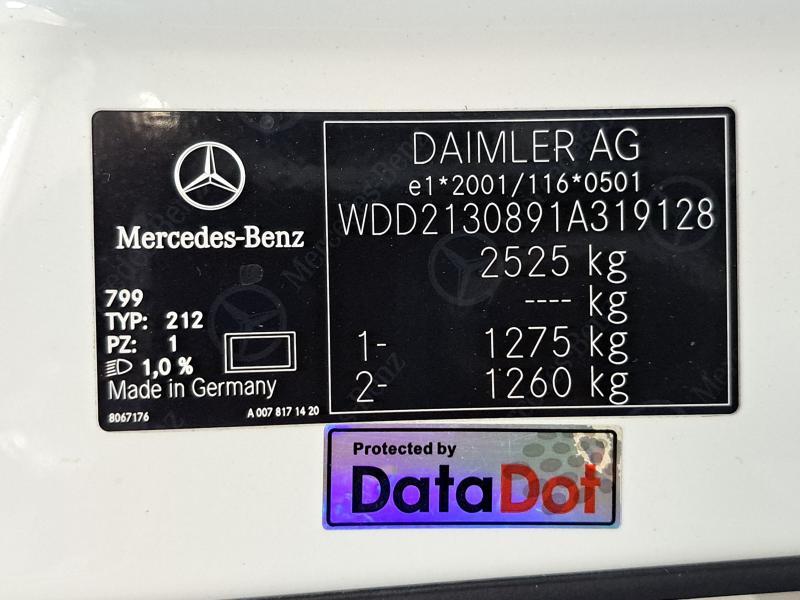 Mercedes-Benz
799
TYP: 212
PZ: 1
1,0 %
Made in Germany
8067176 A 007 817 14 20
DAIMLER AG
e1*2001/116*0501
WDD2130891A319128
2525 kg
---- kg
1- 1275 kg
2- 1260 kg
Protected by
DataDot